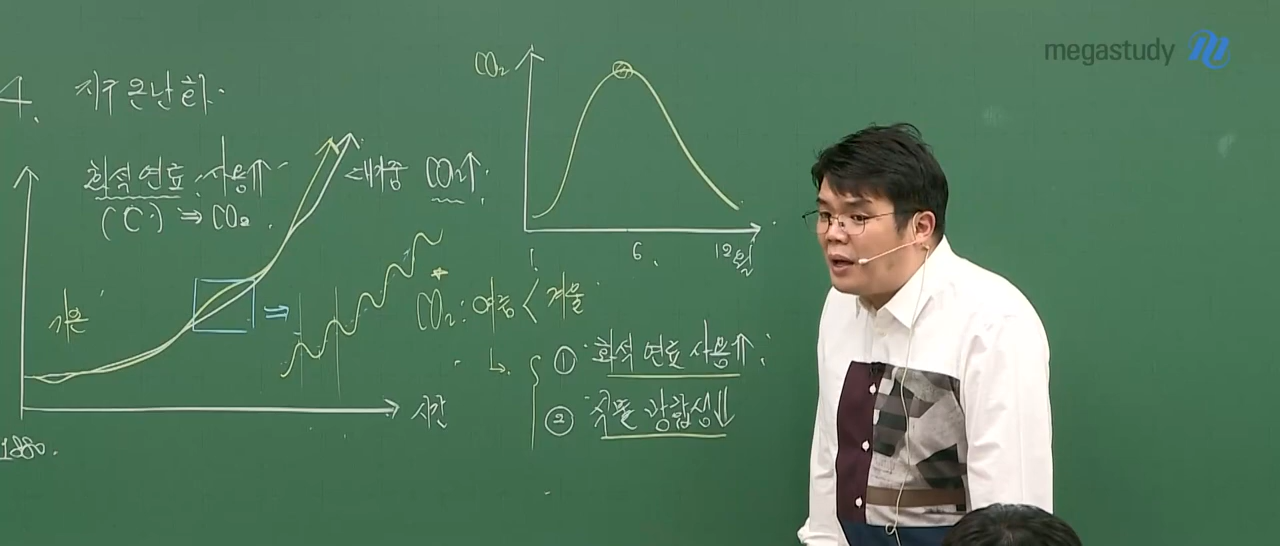 megastudy
4. 지구 온난화
화석 연료 사용⇈
(C) ⇒ CO₂
대기중 CO₂↑
기온
⇒
시간
1880.
CO₂
1 6. 12월
CO₂: 여름 < 겨울
① 화석 연료 사용⇈
② 식물 광합성⇊